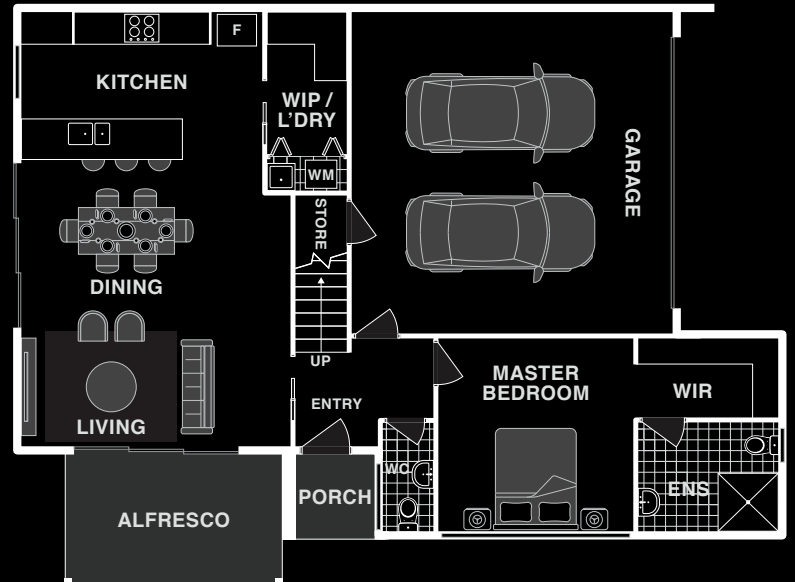 F
KITCHEN
WIP /
L'DRY
WM
GARAGE
STORE
DINING
UP
MASTER
BEDROOM
WIR
ENTRY
LIVING
WC
PORCH
ENS
ALFRESCO